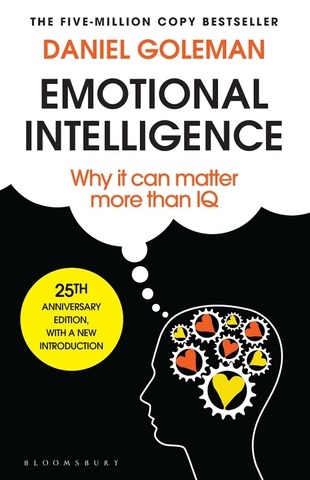 THE FIVE-MILLION COPY BESTSELLER
DANIEL GOLEMAN
EMOTIONAL
INTELLIGENCE
Why it can matter
more than IQ
25TH
ANNIVERSARY
EDITION,
WITH A NEW
INTRODUCTION
BLOOMSBURY